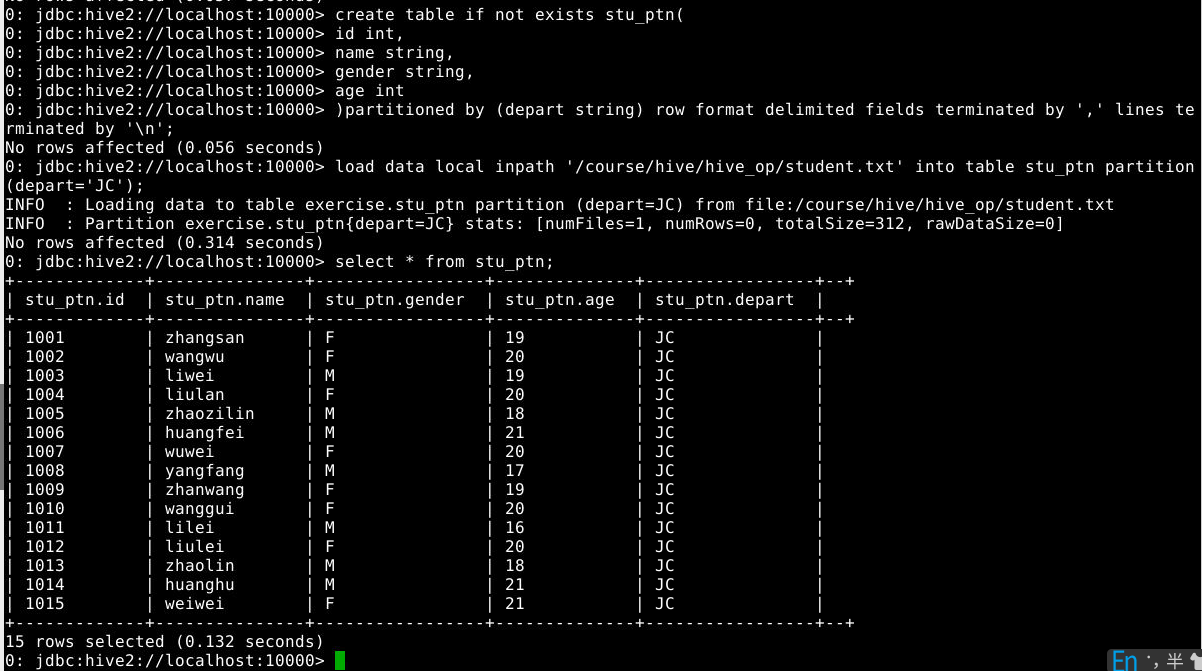 0: jdbc:hive2://localhost:10000> create table if not exists stu_ptn(
0: jdbc:hive2://localhost:10000> id int,
0: jdbc:hive2://localhost:10000> name string,
0: jdbc:hive2://localhost:10000> gender string,
0: jdbc:hive2://localhost:10000> age int
0: jdbc:hive2://localhost:10000> )partitioned by (depart string) row format delimited fields terminated by ',' lines te
rminated by '\n';
No rows affected (0.056 seconds)
0: jdbc:hive2://localhost:10000> load data local inpath '/course/hive/hive_op/student.txt' into table stu_ptn partition
(depart='JC');
INFO  : Loading data to table exercise.stu_ptn partition (depart=JC) from file:/course/hive/hive_op/student.txt
INFO  : Partition exercise.stu_ptn{depart=JC} stats: [numFiles=1, numRows=0, totalSize=312, rawDataSize=0]
No rows affected (0.314 seconds)
0: jdbc:hive2://localhost:10000> select * from stu_ptn;
+-------------+---------------+-----------------+--------------+-----------------+--+
| stu_ptn.id  | stu_ptn.name  | stu_ptn.gender  | stu_ptn.age  | stu_ptn.depart  |
+-------------+---------------+-----------------+--------------+-----------------+--+
| 1001        | zhangsan      | F               | 19           | JC              |
| 1002        | wangwu        | F               | 20           | JC              |
| 1003        | liwei         | M               | 19           | JC              |
| 1004        | liulan        | F               | 20           | JC              |
| 1005        | zhaozilin     | M               | 18           | JC              |
| 1006        | huangfei      | M               | 21           | JC              |
| 1007        | wuwei         | F               | 20           | JC              |
| 1008        | yangfang      | M               | 17           | JC              |
| 1009        | zhanwang      | F               | 19           | JC              |
| 1010        | wanggui       | F               | 20           | JC              |
| 1011        | lilei         | M               | 16           | JC              |
| 1012        | liulei        | F               | 20           | JC              |
| 1013        | zhaolin       | M               | 18           | JC              |
| 1014        | huanghu       | M               | 21           | JC              |
| 1015        | weiwei        | F               | 21           | JC              |
+-------------+---------------+-----------------+--------------+-----------------+--+
15 rows selected (0.132 seconds)
0: jdbc:hive2://localhost:10000>
En 半